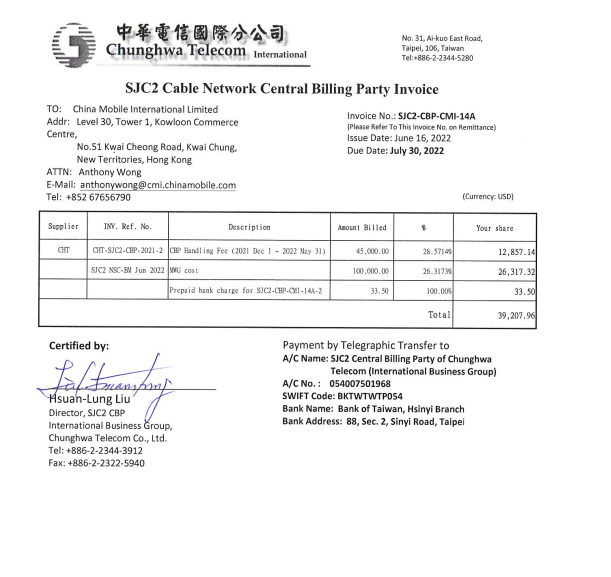 中華電信國際分公司
Chunghwa Telecom International
No. 31, Ai-kuo East Road,
Taipei, 106, Taiwan
Tel:+886-2-2344-5280
SJC2 Cable Network Central Billing Party Invoice
TO: China Mobile International Limited
Addr: Level 30, Tower 1, Kowloon Commerce
Centre,
No.51 Kwai Cheong Road, Kwai Chung,
New Territories, Hong Kong
ATTN: Anthony Wong
E-Mail: anthonywong@cmi.chinamobile.com
Tel: +852 67656790
Invoice No.: SJC2-CBP-CMI-14A
(Please Refer To This Invoice No. on Remittance)
Issue Date: June 16, 2022
Due Date: July 30, 2022
(Currency: USD)
Supplier INV. Ref. No. Description Amount Billed % Your share
CHT CHT-SJC2-CBP-2021-2 CBP Handling Fee (2021 Dec 1 - 2022 May 31) 45,000.00 28.5714% 12,857.14
SJC2 NSC-BM Jun 2022 MWG cost 100,000.00 26.3173% 26,317.32
Prepaid bank charge for SJC2-CBP-CMI-14A-2 33.50 100.00% 33.50
Total 39,207.96
Certified by:
Hsuan-Lung Liu
Director, SJC2 CBP
International Business Group,
Chunghwa Telecom Co., Ltd.
Tel: +886-2-2344-3912
Fax: +886-2-2322-5940
Payment by Telegraphic Transfer to
A/C Name: SJC2 Central Billing Party of Chunghwa
Telecom (International Business Group)
A/C No. : 054007501968
SWIFT Code: BKTWTWTP054
Bank Name: Bank of Taiwan, Hsinyi Branch
Bank Address: 88, Sec. 2, Sinyi Road, Taipei